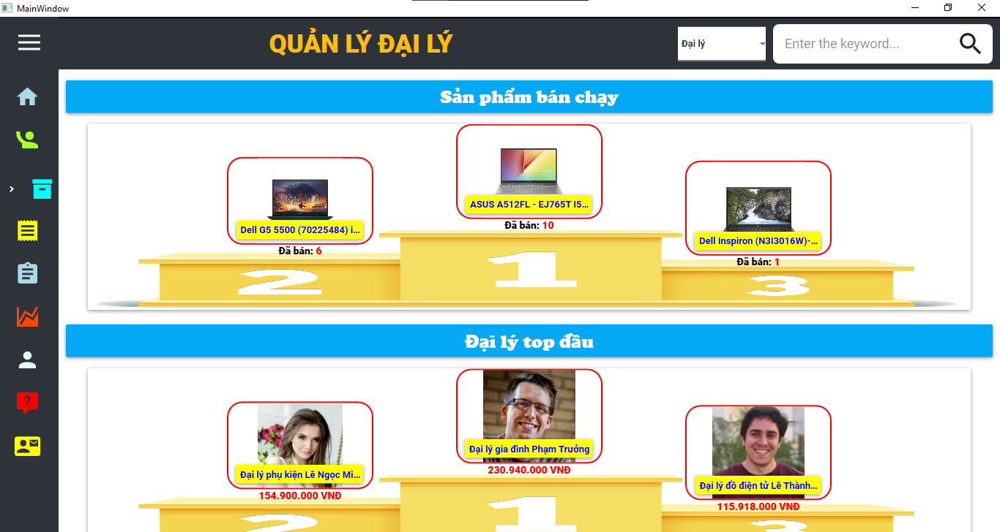 MainWindow
QUẢN LÝ ĐẠI LÝ
Đại lý
Enter the keyword...
Sản phẩm bán chạy
ASUS A512FL - EJ765T I5...
Đã bán: 10
Dell G5 5500 (70225484) i...
Đã bán: 6
Dell Inspiron (N3I3016W)-...
Đã bán: 1
2
1
3
Đại lý top đầu
Đại lý gia đình Phạm Trưởng
230.940.000 VNĐ
Đại lý phụ kiện Lê Ngọc Mi...
154.900.000 VNĐ
Đại lý đồ điện tử Lê Thành...
115.918.000 VNĐ
2
1
3
?